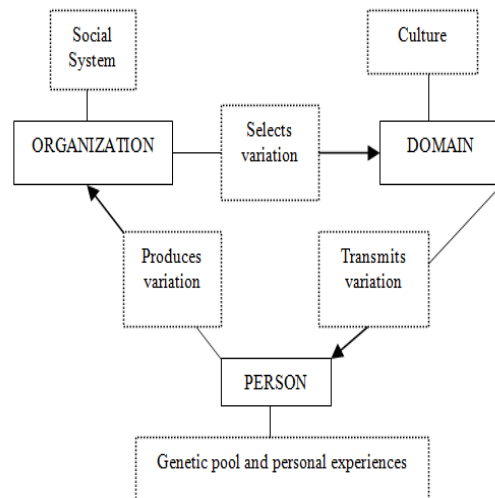 Social
System
Culture
ORGANIZATION
Selects
variation
DOMAIN
Produces
variation
Transmits
variation
PERSON
Genetic pool and personal experiences